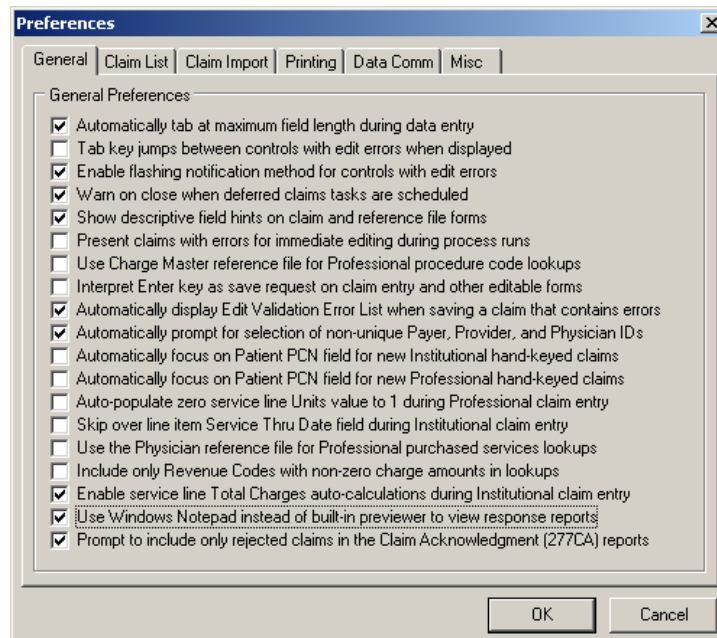 Preferences
General Claim List Claim Import Printing Data Comm Misc
General Preferences
Automatically tab at maximum field length during data entry
Tab key jumps between controls with edit errors when displayed
Enable flashing notification method for controls with edit errors
Warn on close when deferred claims tasks are scheduled
Show descriptive field hints on claim and reference file forms
Present claims with errors for immediate editing during process runs
Use Charge Master reference file for Professional procedure code lookups
Interpret Enter key as save request on claim entry and other editable forms
Automatically display Edit Validation Error List when saving a claim that contains errors
Automatically prompt for selection of non-unique Payer, Provider, and Physician IDs
Automatically focus on Patient PCN field for new Institutional hand-keyed claims
Automatically focus on Patient PCN field for new Professional hand-keyed claims
Auto-populate zero service line Units value to 1 during Professional claim entry
Skip over line item Service Thru Date field during Institutional claim entry
Use the Physician reference file for Professional purchased services lookups
Include only Revenue Codes with non-zero charge amounts in lookups
Enable service line Total Charges auto-calculations during Institutional claim entry
Use Windows Notepad instead of built-in previewer to view response reports
Prompt to include only rejected claims in the Claim Acknowledgment (277CA) reports
OK Cancel